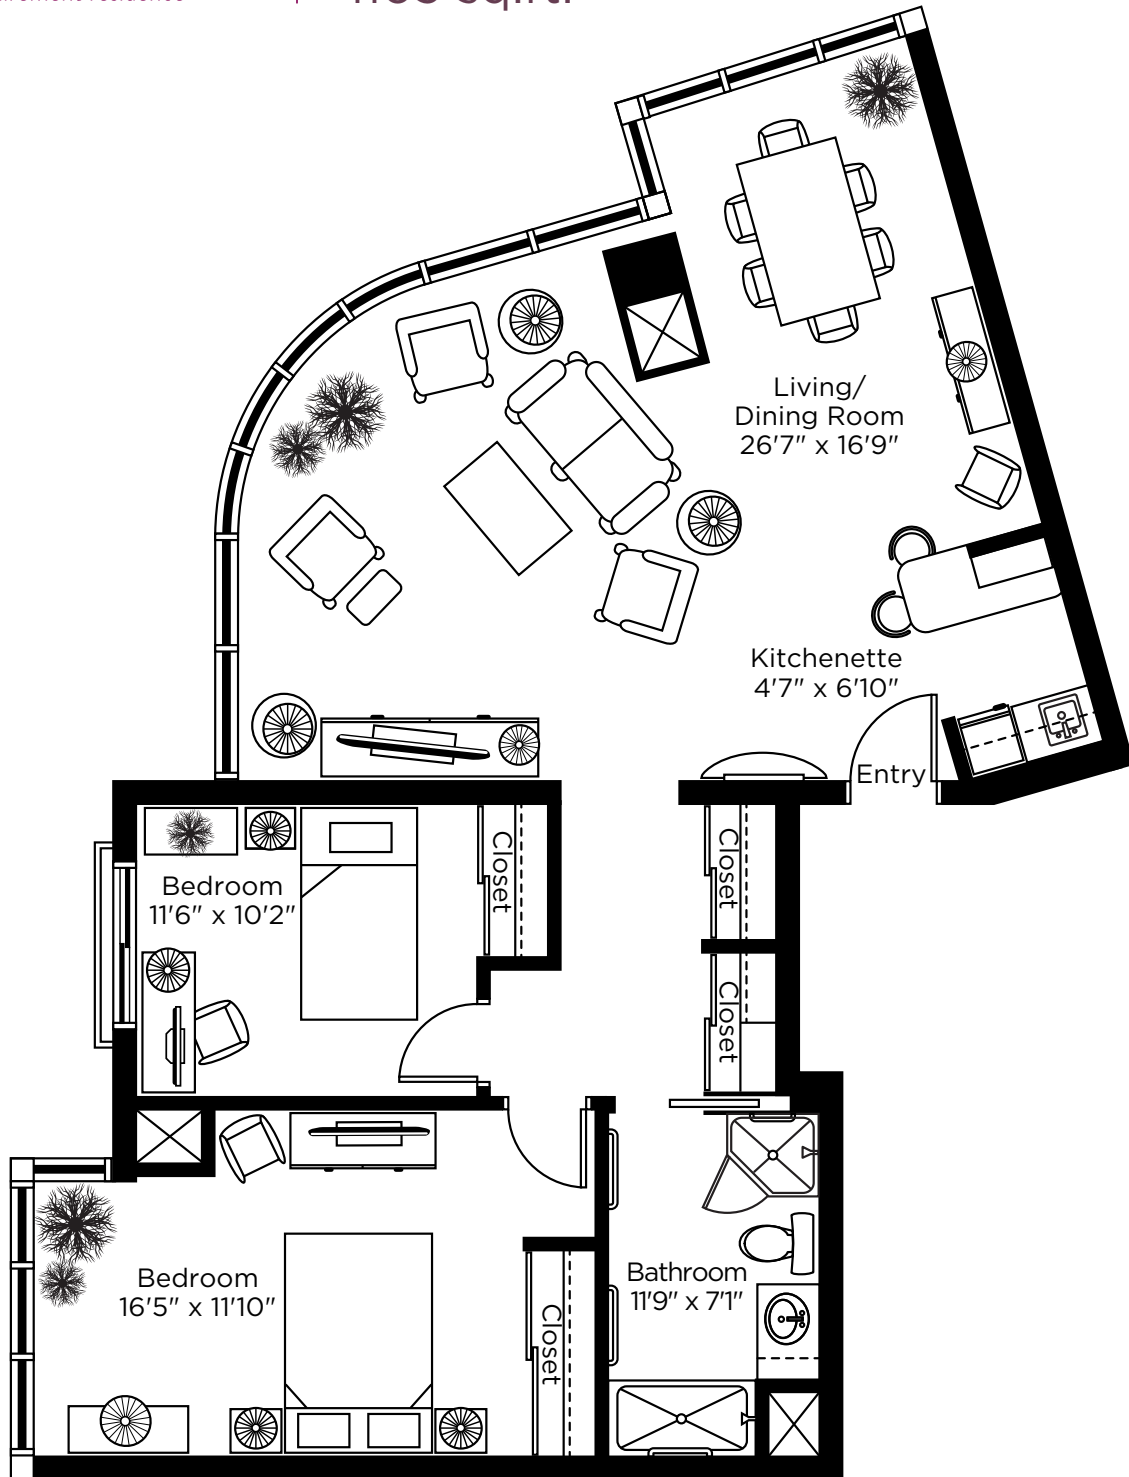 Living/
Dining Room
26'7" x 16'9"
Kitchenette
4'7" x 6'10"
Entry
Closet
Bedroom
11'6" x 10'2"
Closet
Closet
Bedroom
16'5" x 11'10"
Closet
Bathroom
11'9" x 7'1"